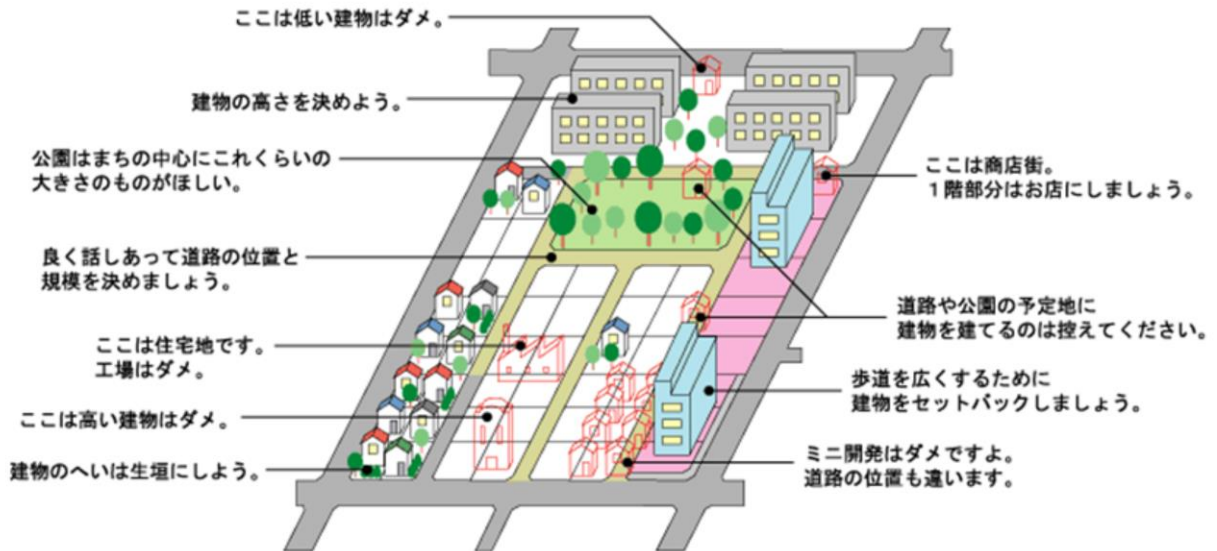 ここは低い建物はダメ。
建物の高さを決めよう。
公園はまちの中心にこれくらいの
大きさのものがほしい。
良く話しあって道路の位置と
規模を決めましょう。
ここは住宅地です。
工場はダメ。
ここは高い建物はダメ。
建物のへいは生垣にしよう。
ここは商店街。
１階部分はお店にしましょう。
道路や公園の予定地に
建物を建てるのは控えてください。
歩道を広くするために
建物をセットバックしましょう。
ミニ開発はダメですよ。
道路の位置も違います。